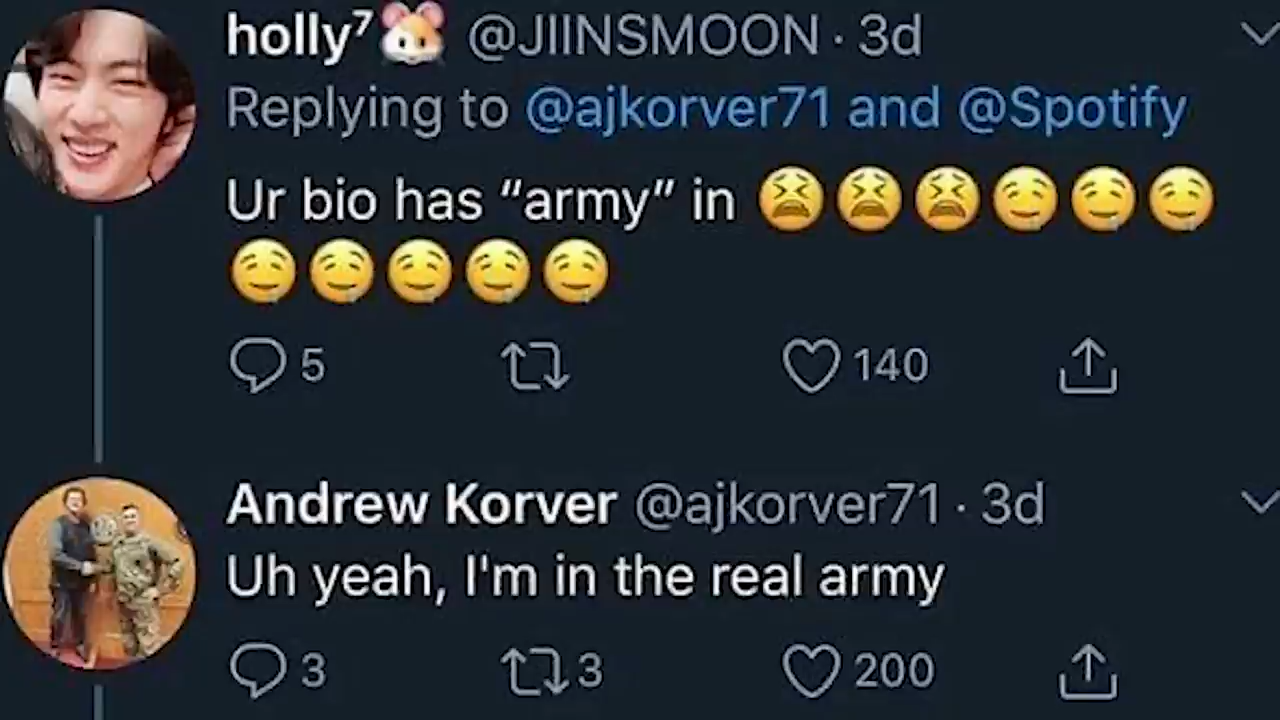 holly⁷🐹 @JIINSMOON · 3d
Replying to @ajkorver71 and @Spotify
Ur bio has “army” in 😫😫😫🤤🤤🤤
🤤🤤🤤🤤🤤
5 140
Andrew Korver @ajkorver71 · 3d
Uh yeah, I'm in the real army
3 3 200